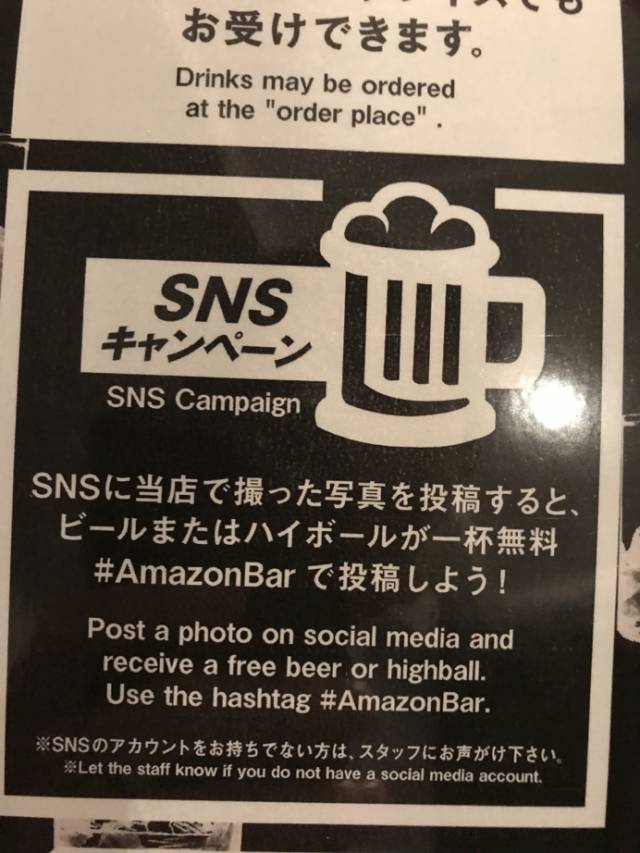 お受けできます。
Drinks may be ordered
at the "order place" .
SNS
キャンペーン
SNS Campaign
SNSに当店で撮った写真を投稿すると、
ビールまたはハイボールが一杯無料
#AmazonBar で投稿しよう！
Post a photo on social media and
receive a free beer or highball.
Use the hashtag #AmazonBar.
※SNSのアカウントをお持ちでない方は、スタッフにお声がけ下さい。
※Let the staff know if you do not have a social media account.